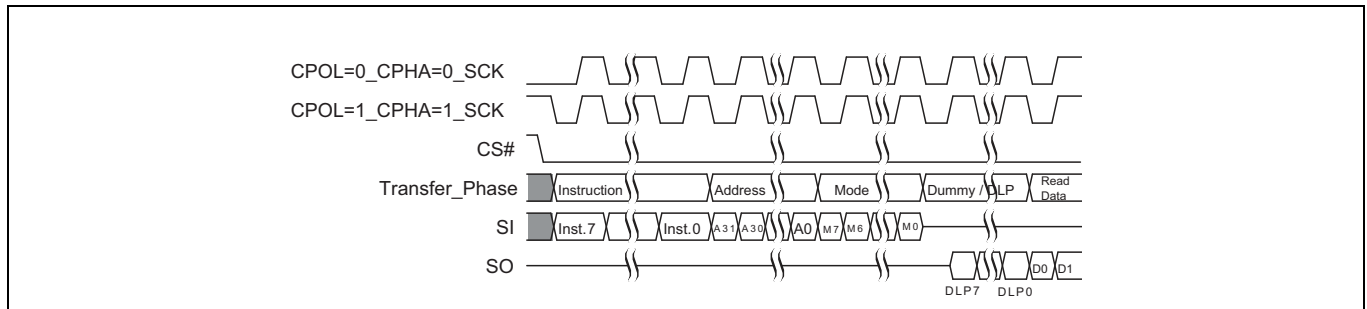 CPOL=0_CPHA=0_SCK
CPOL=1_CPHA=1_SCK
CS#
Transfer_Phase Instruction Address Mode Dummy / DLP Read Data
SI Inst.7 Inst.0 A31 A30 A0 M7 M6 M0
SO D0 D1
DLP7 DLP0